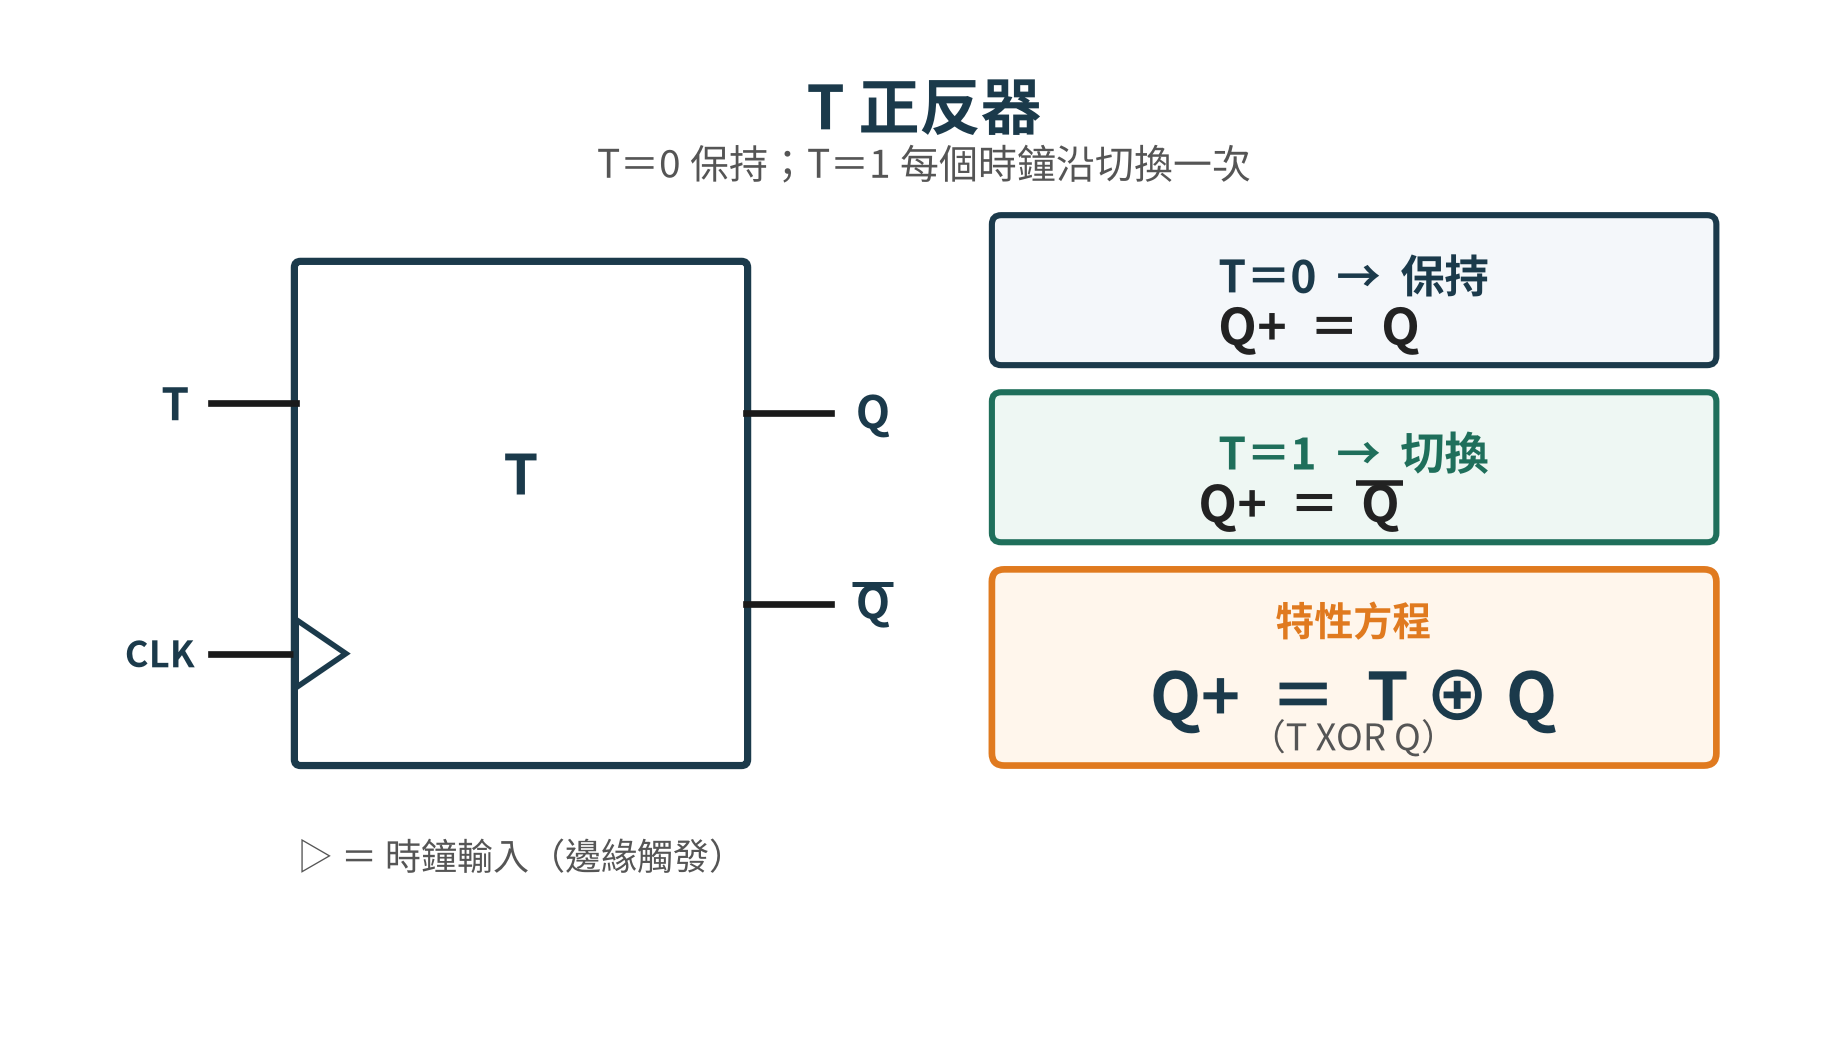 T 正反器
T＝0 保持；T＝1 每個時鐘沿切換一次
T
CLK
T
Q
Q̅
T＝0 → 保持
Q+ ＝ Q
T＝1 → 切換
Q+ ＝ Q̅
特性方程
Q+ ＝ T ⊕ Q
（T XOR Q）
▷ ＝ 時鐘輸入（邊緣觸發）